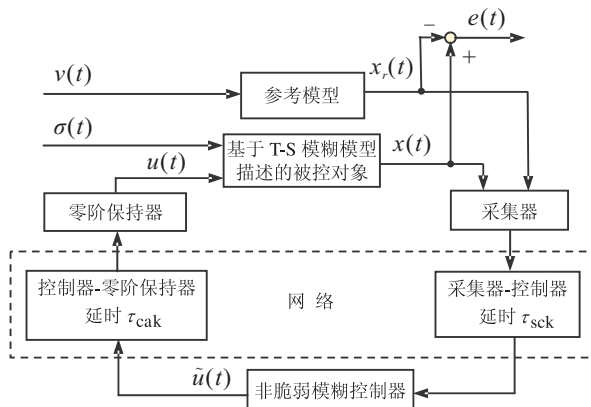 − e(t)
+
v(t)
参考模型
x_r(t)
σ(t)
u(t)
基于 T-S 模糊模型
描述的被控对象
x(t)
零阶保持器
采集器
控制器-零阶保持器
延时 τ_cak
网 络
采集器-控制器
延时 τ_sck
ũ(t)
非脆弱模糊控制器